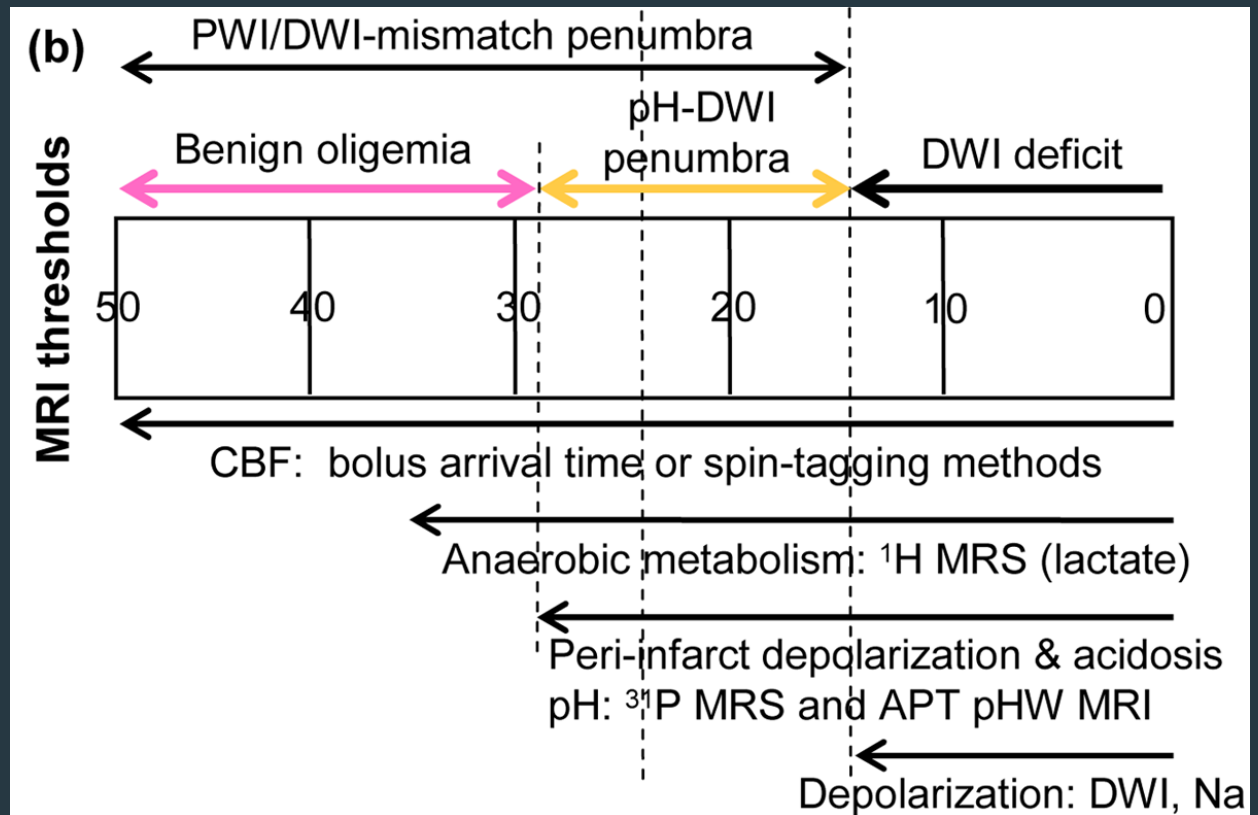 (b)
PWI/DWI-mismatch penumbra
MRI thresholds
Benign oligemia
pH-DWI
penumbra
DWI deficit
50 40 30 20 10 0
CBF: bolus arrival time or spin-tagging methods
Anaerobic metabolism: ¹H MRS (lactate)
Peri-infarct depolarization & acidosis
pH: ³¹P MRS and APT pHW MRI
Depolarization: DWI, Na